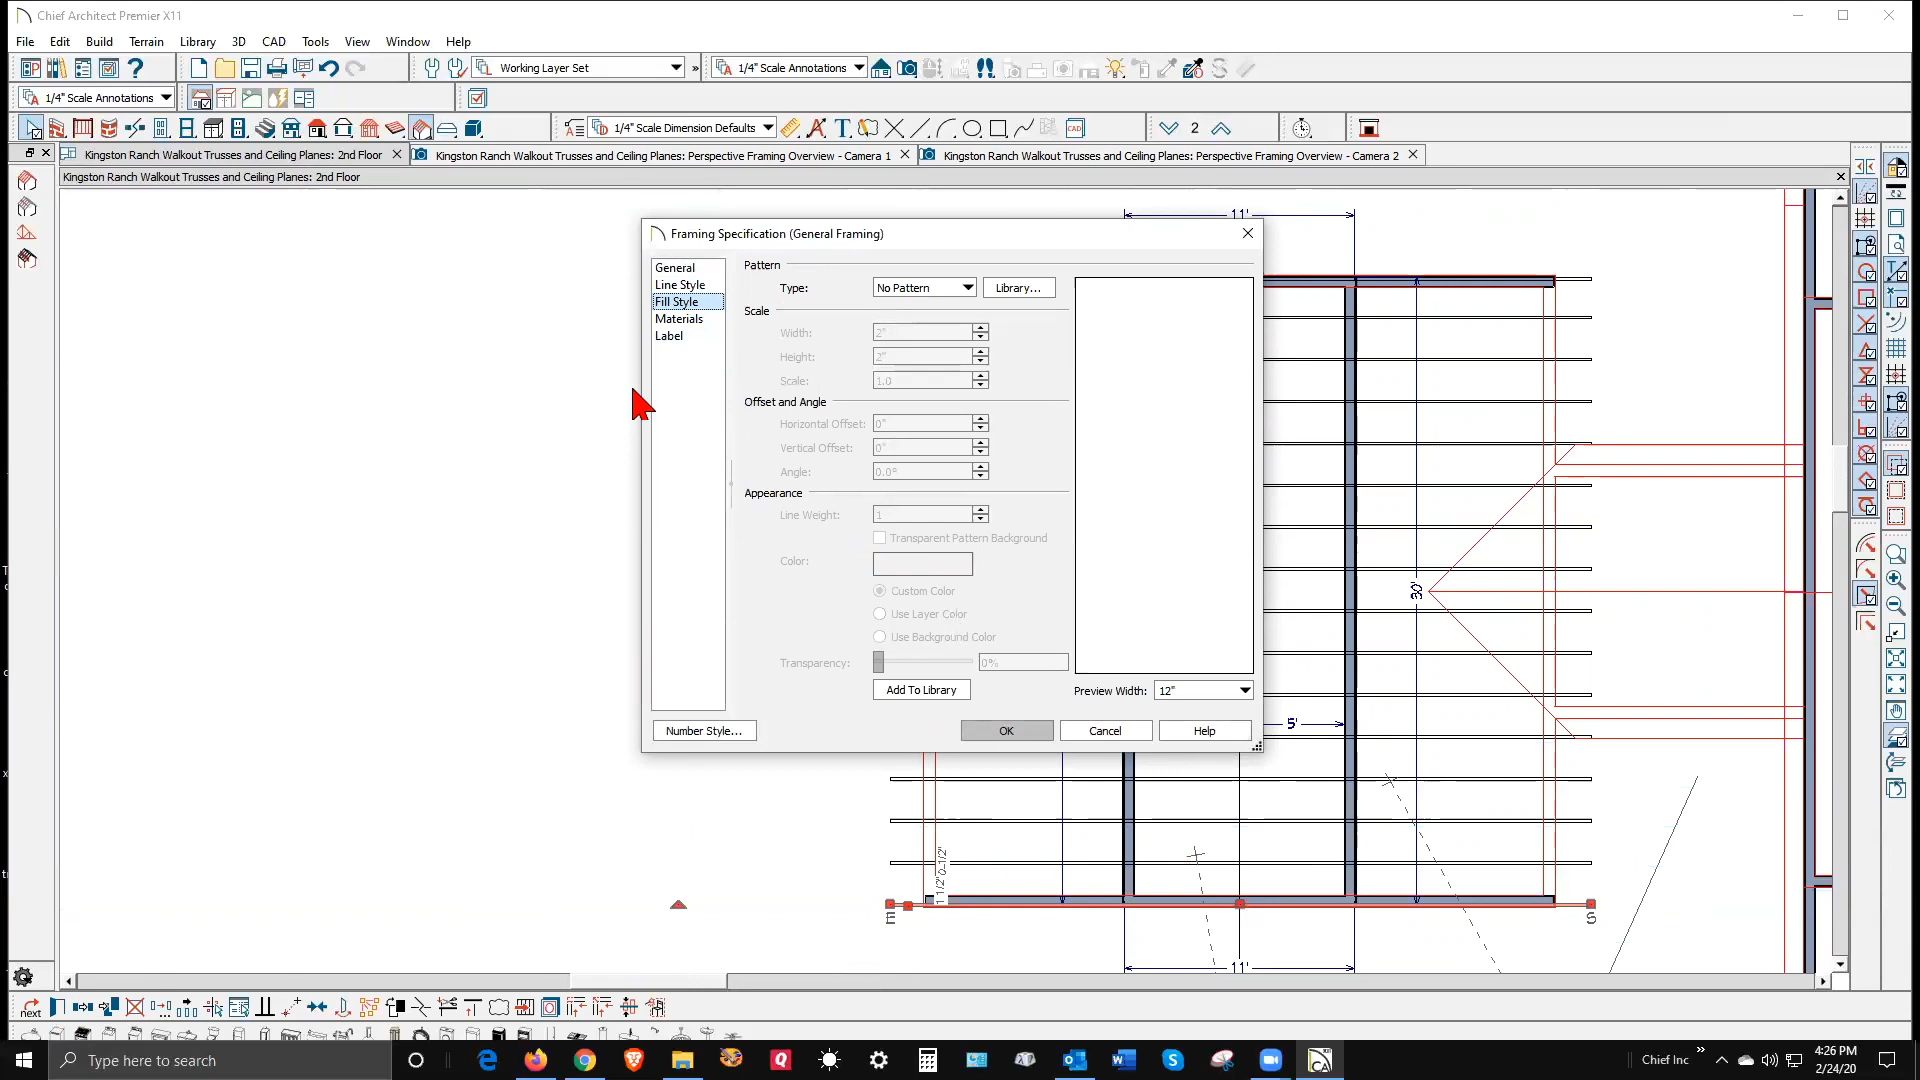 Chief Architect Premier X11
File Edit Build Terrain Library 3D CAD Tools View Window Help
Working Layer Set
»
1/4" Scale Annotations
1/4" Scale Annotations
1/4" Scale Dimension Defaults
2
Kingston Ranch Walkout Trusses and Ceiling Planes: 2nd Floor
Kingston Ranch Walkout Trusses and Ceiling Planes: Perspective Framing Overview - Camera 1
Kingston Ranch Walkout Trusses and Ceiling Planes: Perspective Framing Overview - Camera 2
Kingston Ranch Walkout Trusses and Ceiling Planes: 2nd Floor
11'
Framing Specification (General Framing)
General
Line Style
Fill Style
Materials
Label
Pattern
Type: No Pattern Library...
Scale
Width: 2"
Height: 2"
Scale: 1.0
Offset and Angle
Horizontal Offset: 0"
Vertical Offset: 0"
Angle: 0.0°
Appearance
Line Weight: 1
Transparent Pattern Background
Color:
Custom Color
Use Layer Color
Use Background Color
Transparency: 0%
Add To Library
Preview Width: 12"
Number Style... OK Cancel Help
30'
5'
E
S
11'
next
Type here to search
Chief Inc
»
4:26 PM
2/24/20